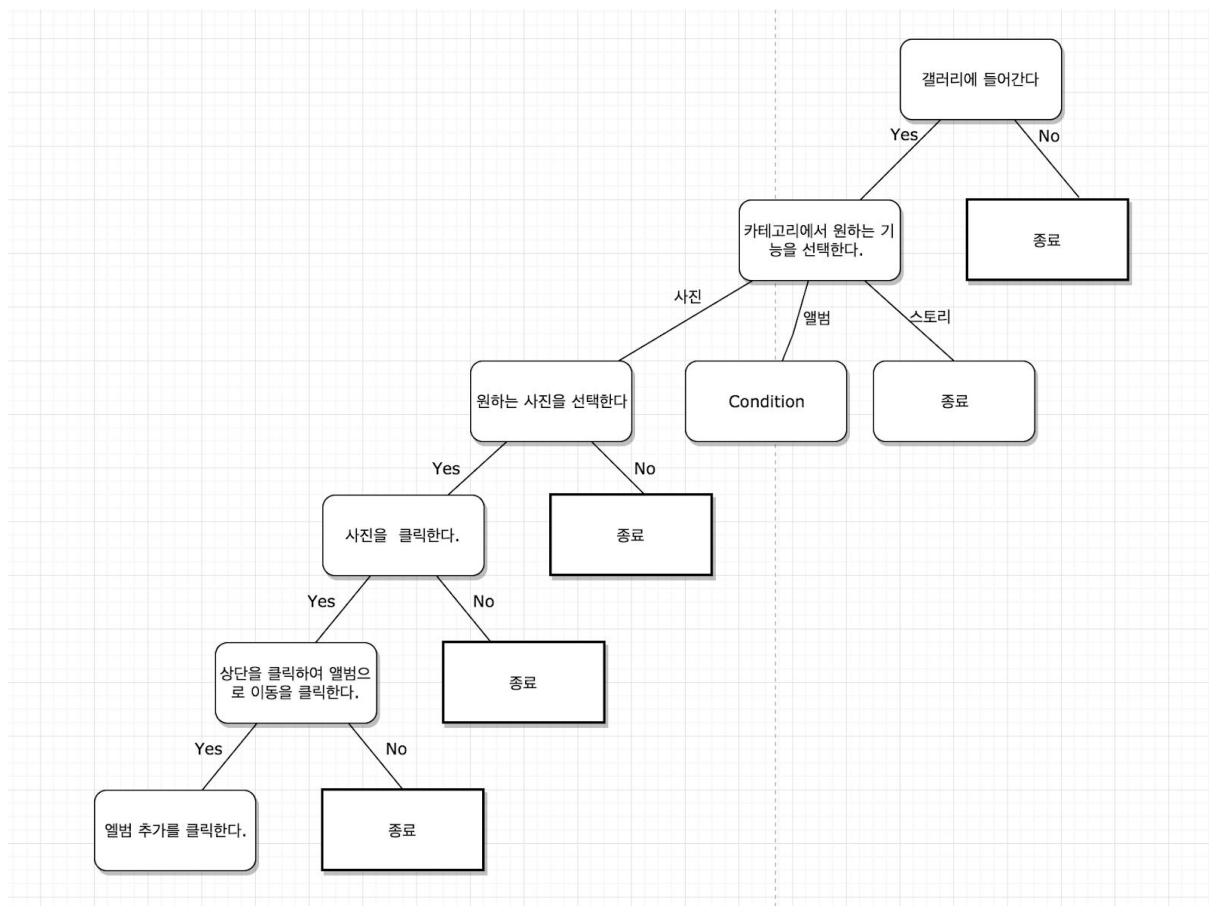 갤러리에 들어간다
Yes
No
카테고리에서 원하는 기
능을 선택한다.
종료
사진
앨범
스토리
원하는 사진을 선택한다
Condition
종료
Yes
No
사진을 클릭한다.
종료
Yes
No
상단을 클릭하여 앨범으
로 이동을 클릭한다.
종료
Yes
No
엘범 추가를 클릭한다.
종료